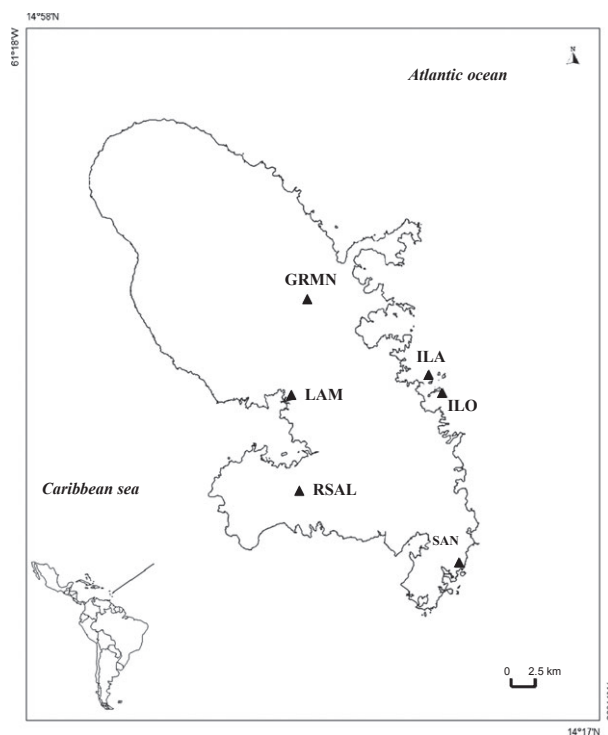 14°58'N
61°18'W
Atlantic ocean
N
GRMN
ILA
LAM
ILO
Caribbean sea
RSAL
SAN
0 2.5 km
14°17'N